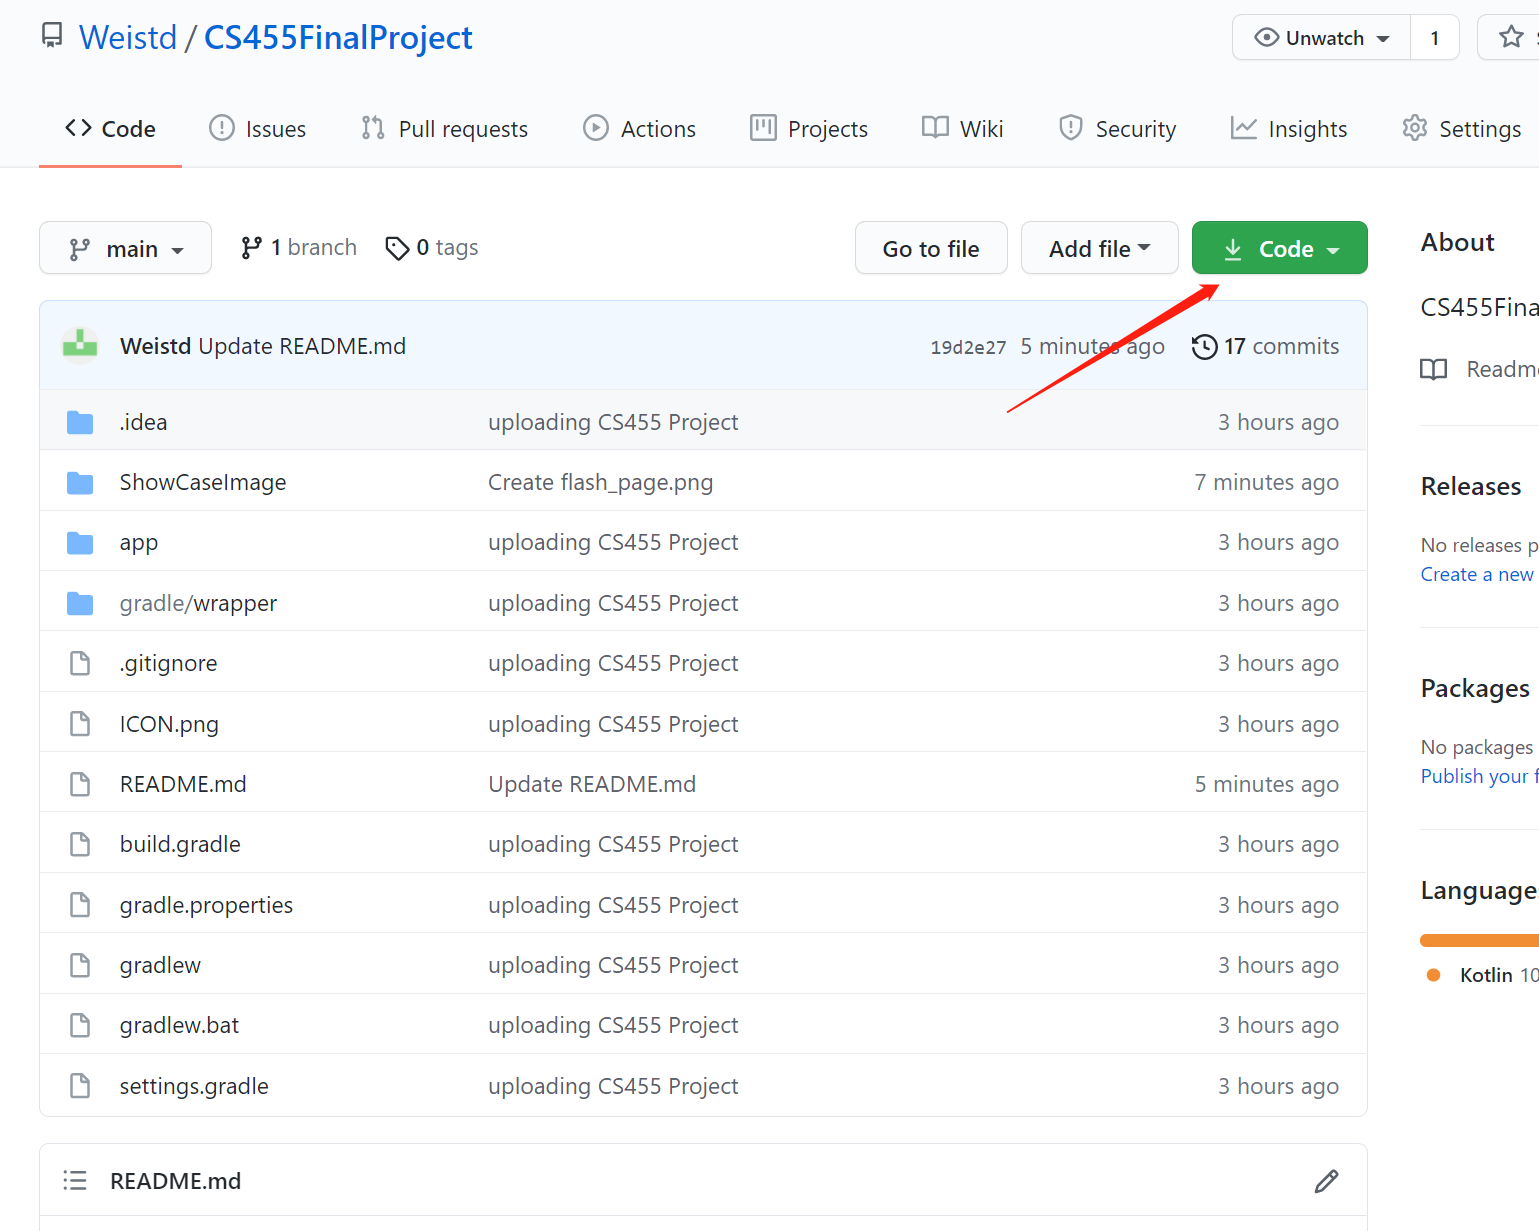 Weistd / CS455FinalProject
Unwatch 1
Code Issues Pull requests Actions Projects Wiki Security Insights Settings
main 1 branch 0 tags Go to file Add file Code
Weistd Update README.md 19d2e27 5 minutes ago 17 commits
.idea uploading CS455 Project 3 hours ago
ShowCaseImage Create flash_page.png 7 minutes ago
app uploading CS455 Project 3 hours ago
gradle/wrapper uploading CS455 Project 3 hours ago
.gitignore uploading CS455 Project 3 hours ago
ICON.png uploading CS455 Project 3 hours ago
README.md Update README.md 5 minutes ago
build.gradle uploading CS455 Project 3 hours ago
gradle.properties uploading CS455 Project 3 hours ago
gradlew uploading CS455 Project 3 hours ago
gradlew.bat uploading CS455 Project 3 hours ago
settings.gradle uploading CS455 Project 3 hours ago
README.md
About
CS455Fina
Readm
Releases
No releases p
Create a new
Packages
No packages
Publish your f
Language
Kotlin 10